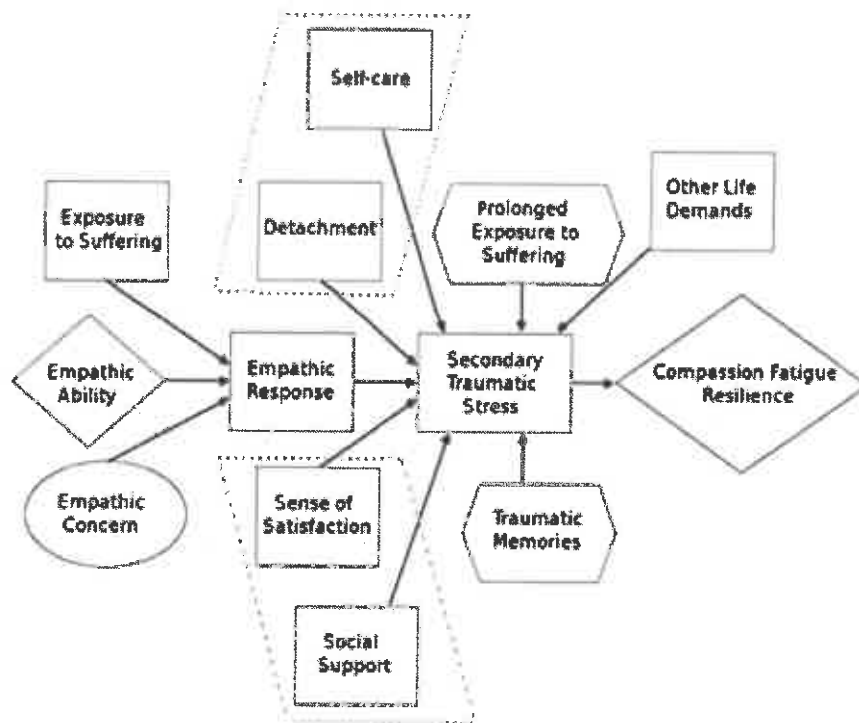 Self-care
Exposure
to Suffering
Detachment
Prolonged
Exposure to
Suffering
Other Life
Demands
Empathic
Ability
Empathic
Response
Secondary
Traumatic
Stress
Compassion Fatigue
Resilience
Empathic
Concern
Sense of
Satisfaction
Traumatic
Memories
Social
Support